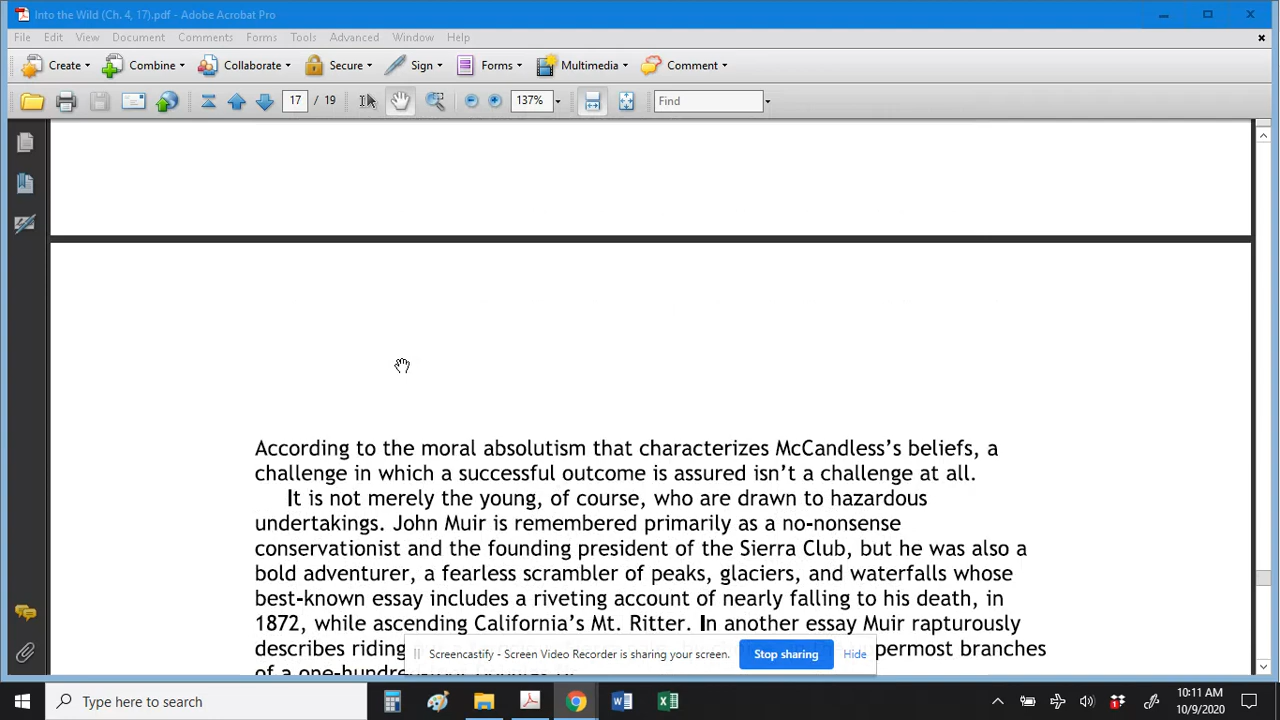 Into the Wild (Ch. 4, 17).pdf - Adobe Acrobat Pro
File Edit View Document Comments Forms Tools Advanced Window Help
Create Combine Collaborate Secure Sign Forms Multimedia Comment
17 / 19 137% Find
According to the moral absolutism that characterizes McCandless's beliefs, a
challenge in which a successful outcome is assured isn't a challenge at all.
It is not merely the young, of course, who are drawn to hazardous
undertakings. John Muir is remembered primarily as a no-nonsense
conservationist and the founding president of the Sierra Club, but he was also a
bold adventurer, a fearless scrambler of peaks, glaciers, and waterfalls whose
best-known essay includes a riveting account of nearly falling to his death, in
1872, while ascending California's Mt. Ritter. In another essay Muir rapturously
describes riding permost branches
Screencastify - Screen Video Recorder is sharing your screen. Stop sharing Hide
of a one-hundred
Type here to search
10:11 AM
10/9/2020